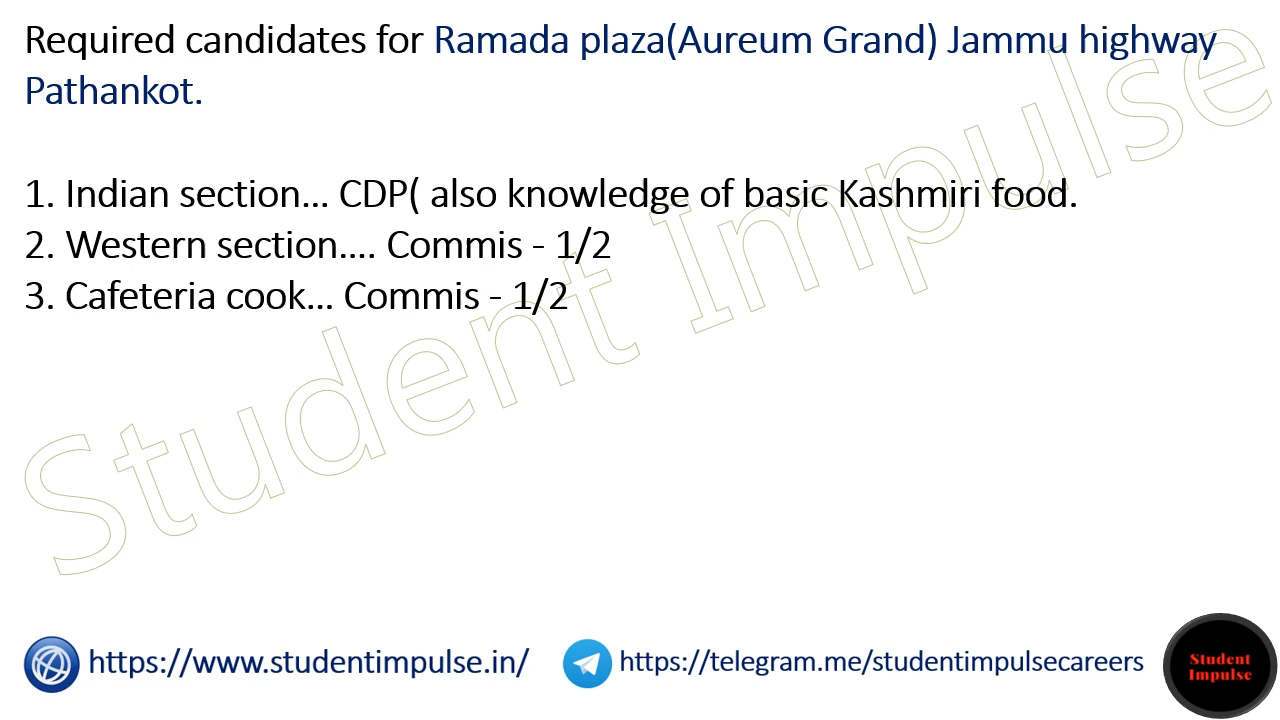 Required candidates for Ramada plaza(Aureum Grand) Jammu highway
Pathankot.
1. Indian section... CDP( also knowledge of basic Kashmiri food.
2. Western section.... Commis - 1/2
3. Cafeteria cook... Commis - 1/2
Student Impulse
https://www.studentimpulse.in/
https://telegram.me/studentimpulsecareers
Student
Impulse